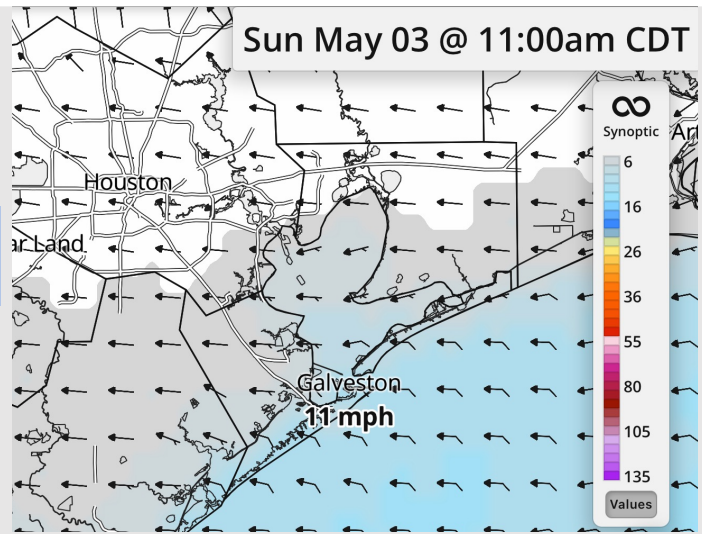 Sun May 03 @ 11:00am CDT
Synoptic
Art
6
16
26
36
55
80
105
135
Values
Houston
ar Land
Galveston
11 mph